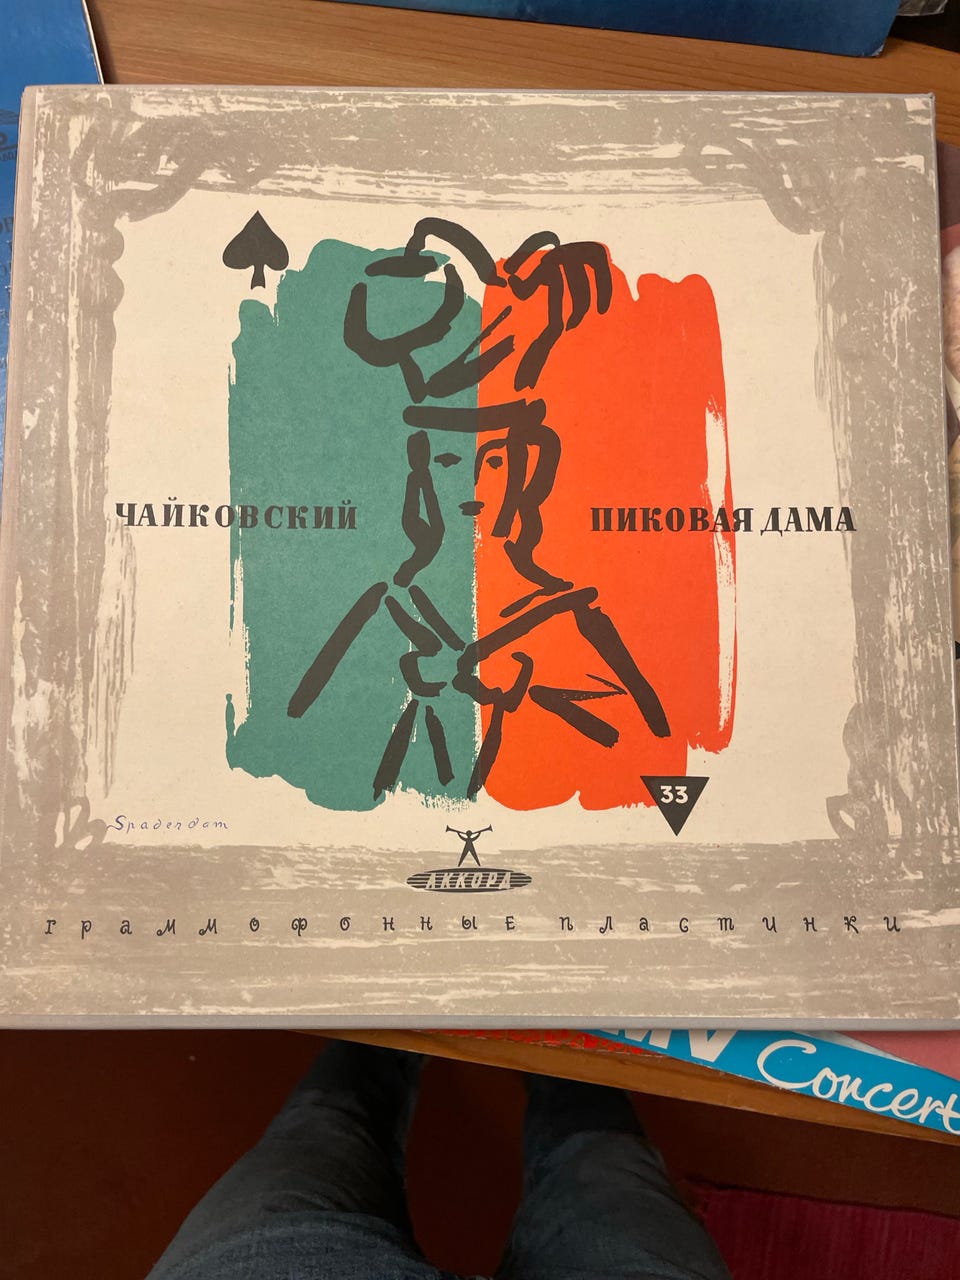 ЧАЙКОВСКИЙ
ПИКОВАЯ ДАМА
33
Spaderdam
АККОРД
ГРАММОФОННЫЕ ПЛАСТИНКИ
Concert